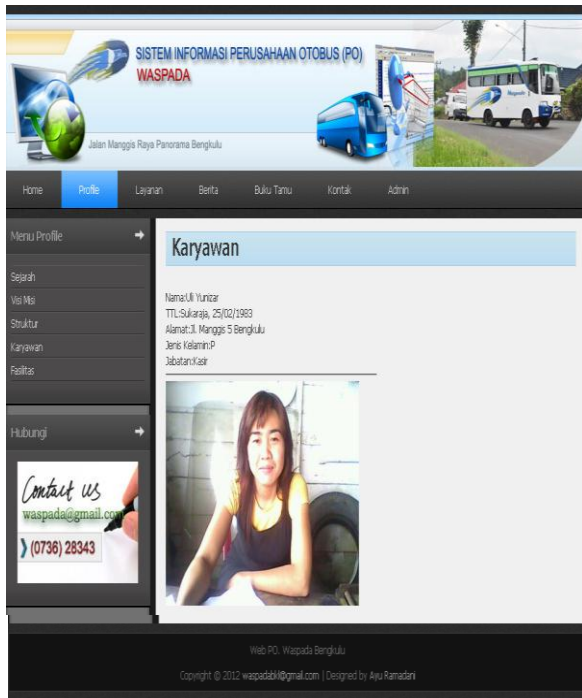 SISTEM INFORMASI PERUSAHAAN OTOBUS (PO)
WASPADA
Jalan Manggis Raya Panorama Bengkulu
Home Profile Layanan Berita Buku Tamu Kontak Admin
Menu Profile
Sejarah
Visi Misi
Struktur
Karyawan
Fasilitas
Hubungi
Contact us
waspada@gmail.com
(0736) 28343
Karyawan
Nama:Uli Yunizar
TTL:Sukaraja, 25/02/1983
Alamat:Jl. Manggis 5 Bengkulu
Jenis Kelamin:P
Jabatan:Kasir
Web PO. Waspada Bengkulu
Copyright @ 2012 waspadabkl@gmail.com | Designed by Ayu Ramadani